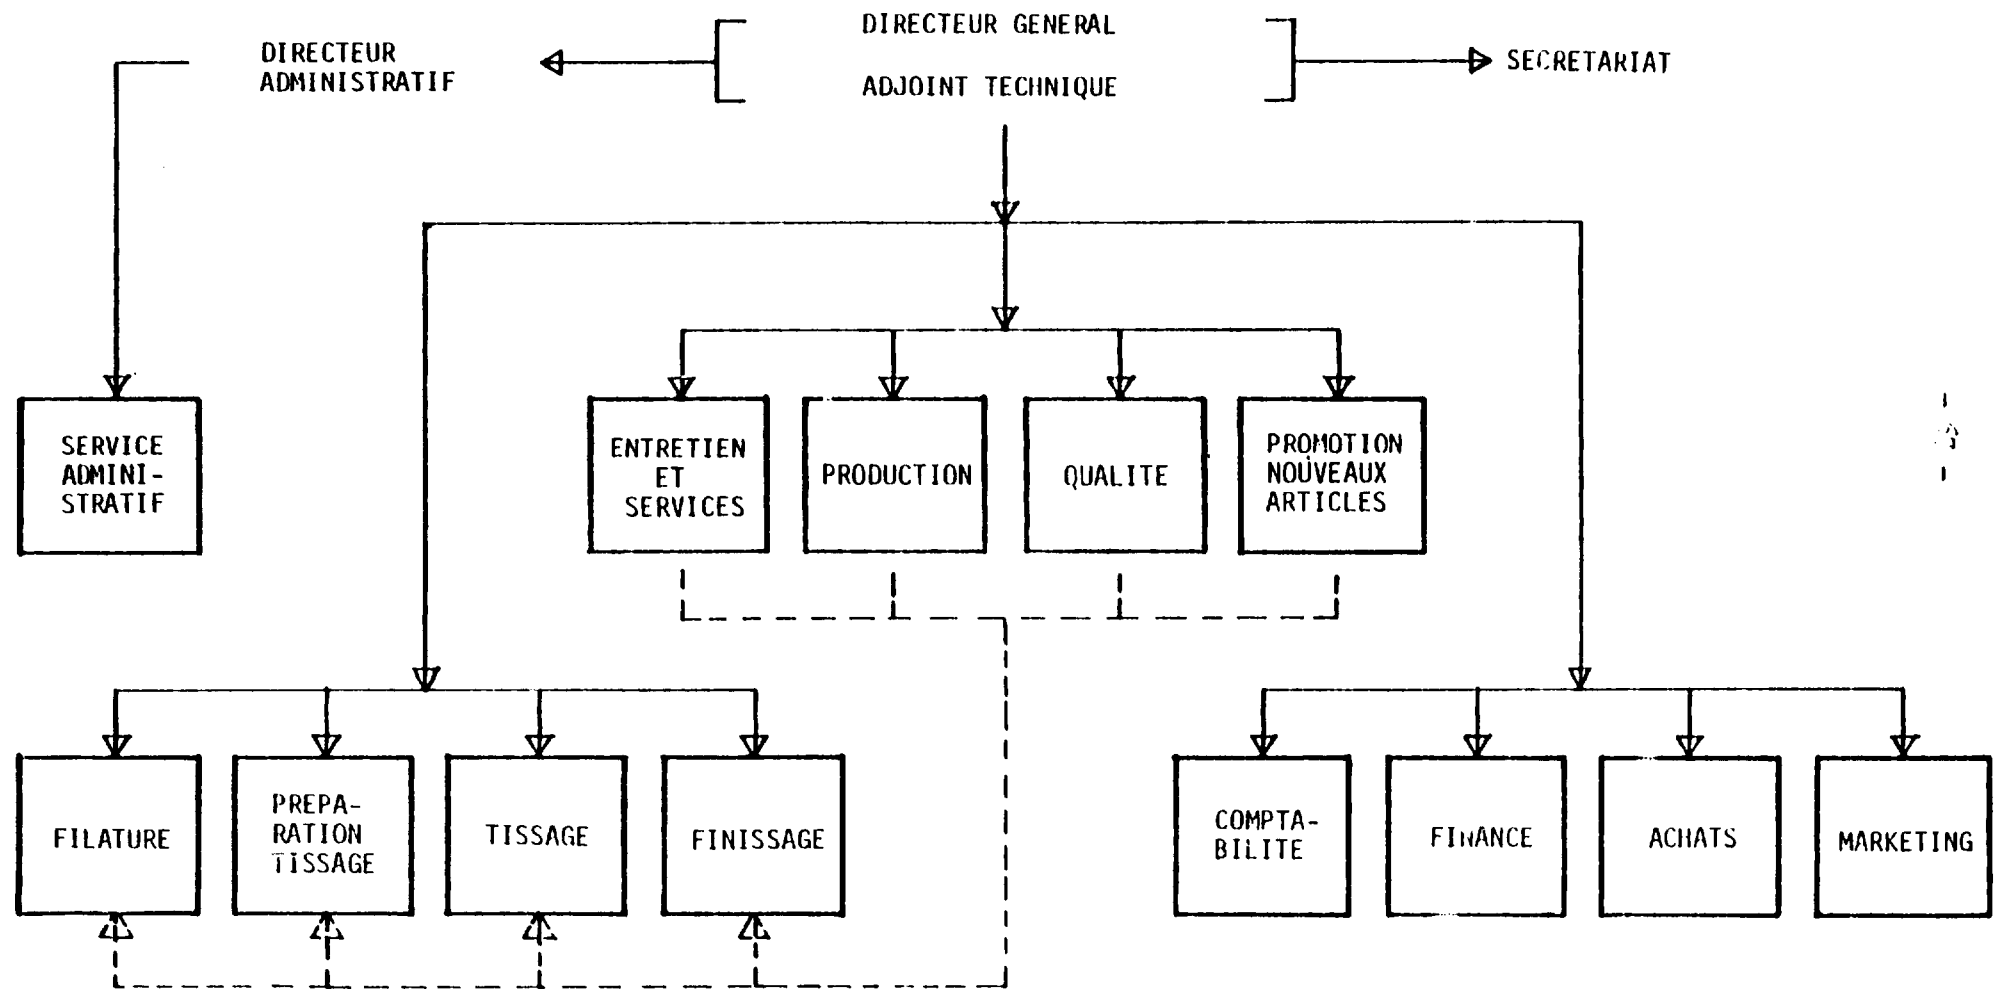 DIRECTEUR GENERAL
ADJOINT TECHNIQUE
DIRECTEUR
ADMINISTRATIF
SECRETARIAT
SERVICE
ADMINI-
STRATIF
ENTRETIEN
ET
SERVICES
PRODUCTION
QUALITE
PROMOTION
NOUVEAUX
ARTICLES
FILATURE
PREPA-
RATION
TISSAGE
TISSAGE
FINISSAGE
COMPTA-
BILITE
FINANCE
ACHATS
MARKETING